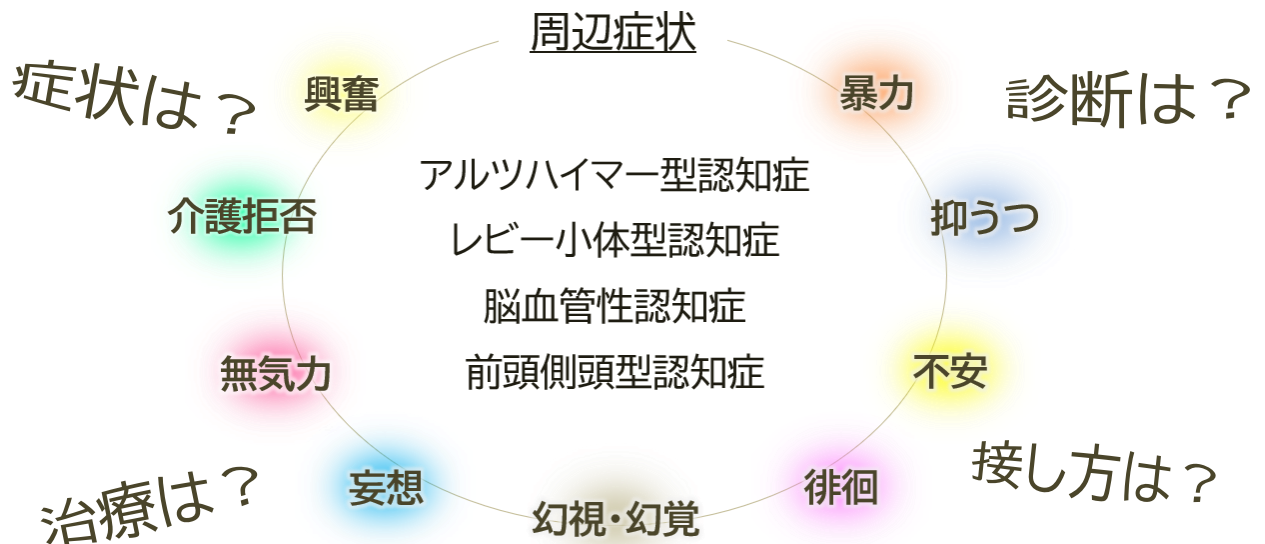 周辺症状
症状は？
興奮
暴力
診断は？
アルツハイマー型認知症
介護拒否
抑うつ
レビー小体型認知症
脳血管性認知症
無気力
前頭側頭型認知症
不安
接し方は？
治療は？
妄想
徘徊
幻視・幻覚